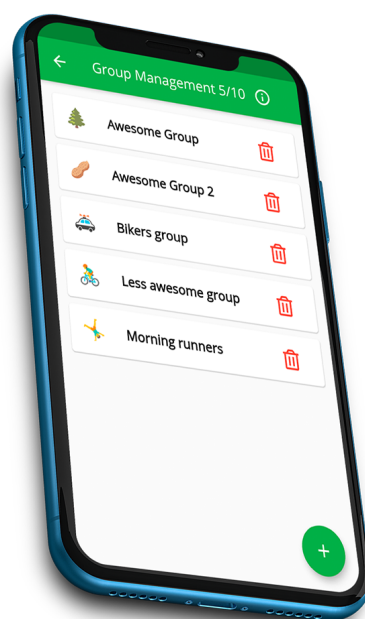 Group Management 5/10
Awesome Group
Awesome Group 2
Bikers group
Less awesome group
Morning runners